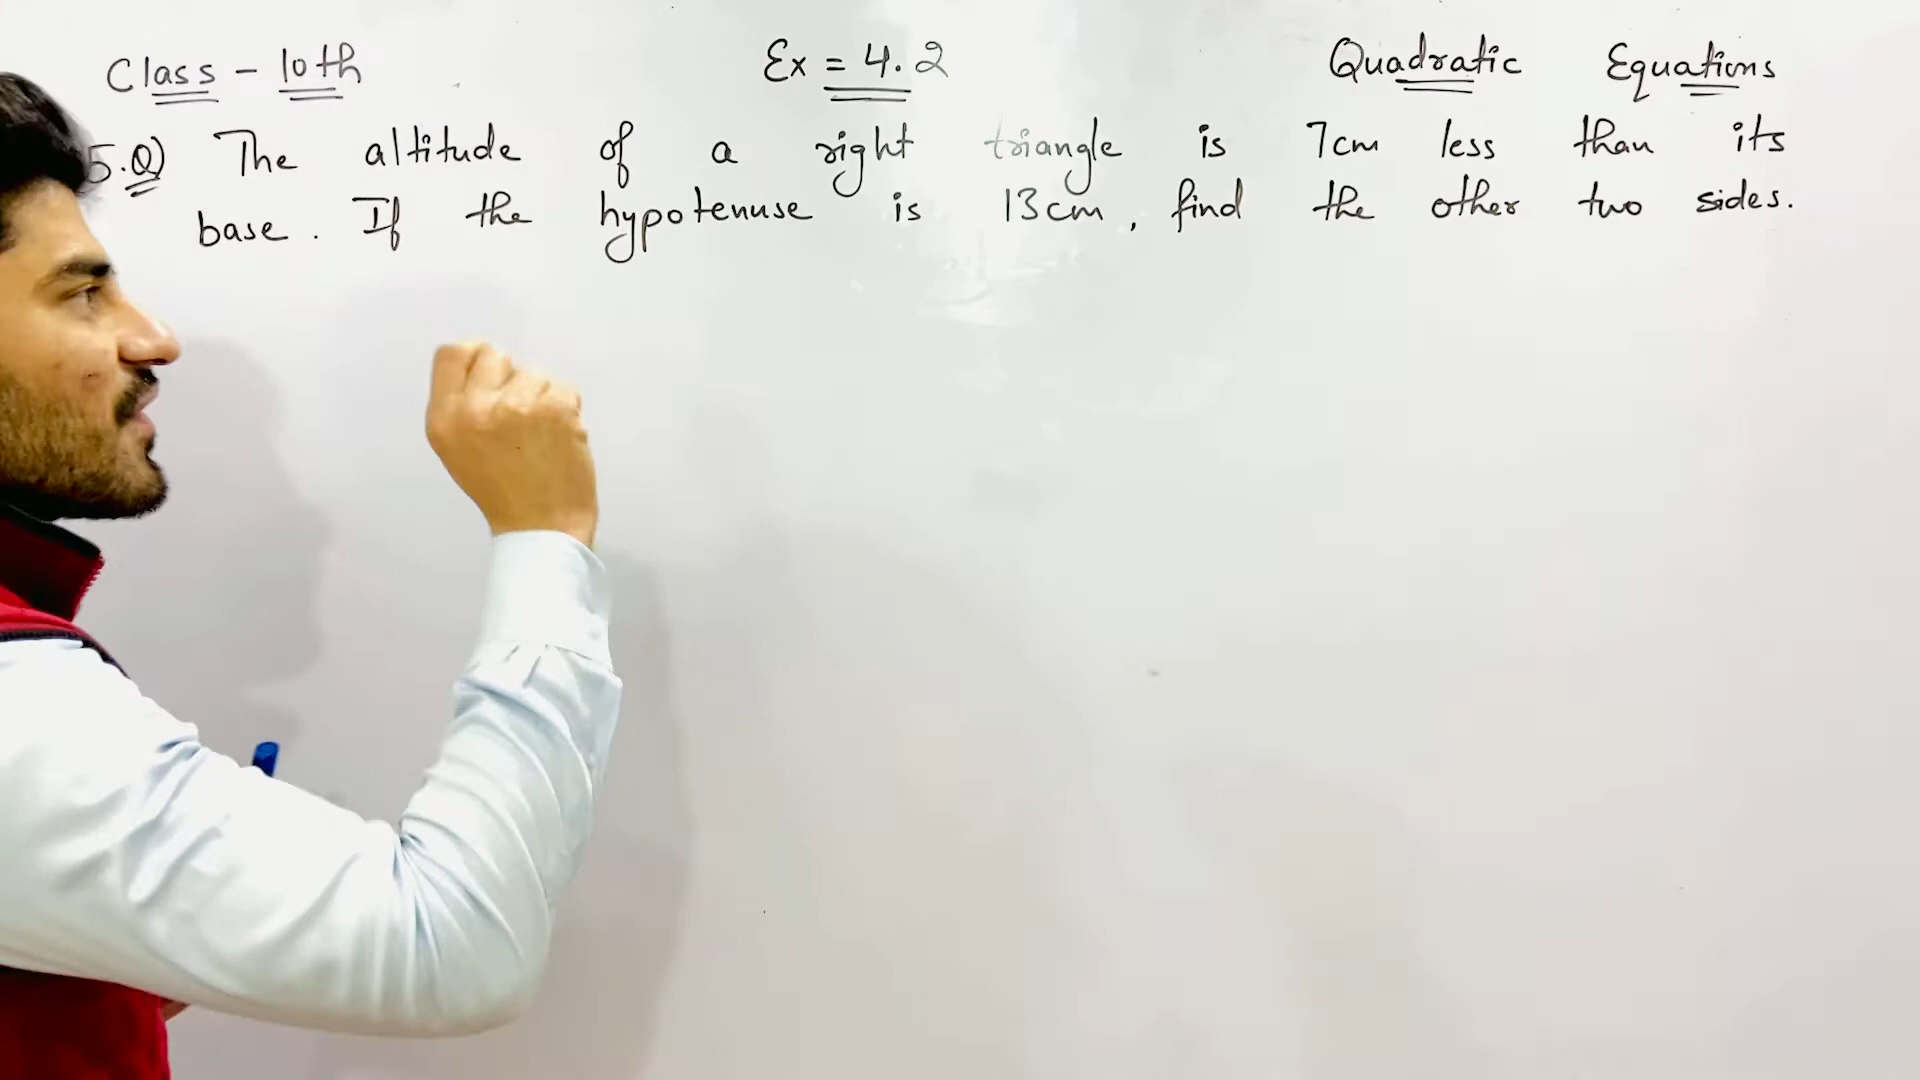 Class - 10th Ex = 4.2 Quadratic Equations
5.Q) The altitude of a right triangle is 7cm less than its
base. If the hypotenuse is 13cm, find the other two sides.